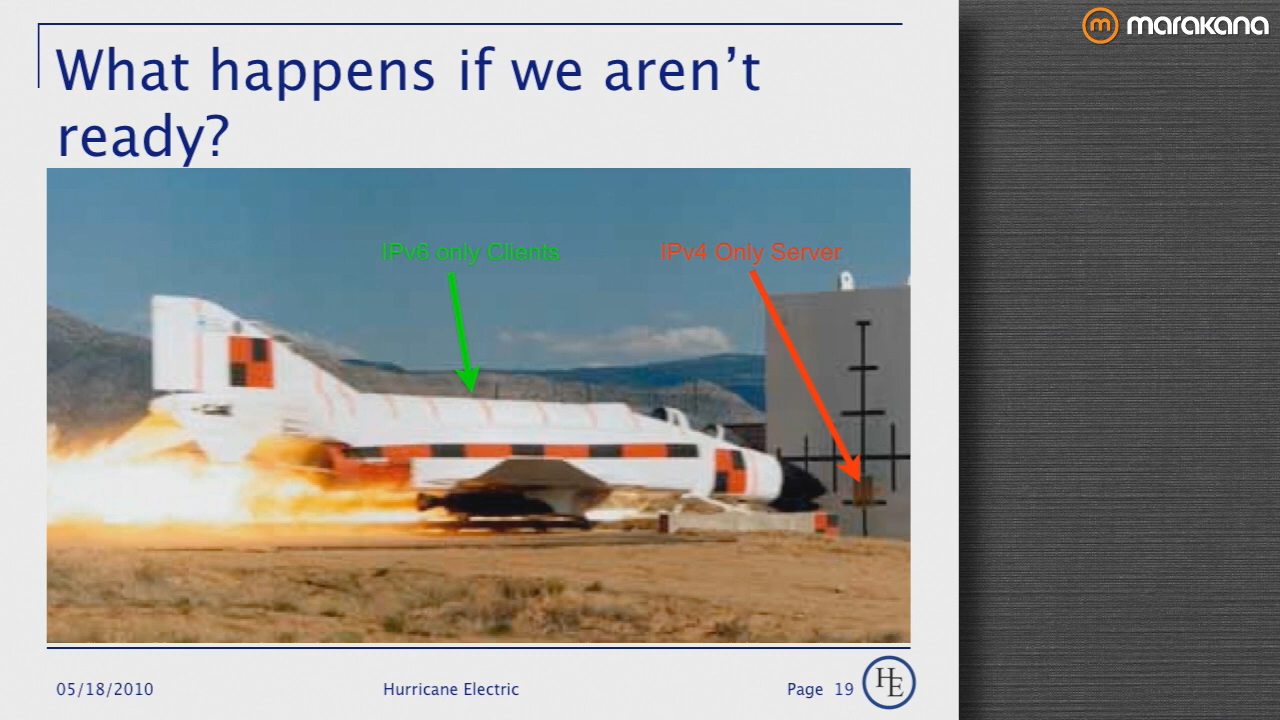 marakana
What happens if we aren’t
ready?
IPv6 only Clients
IPv4 Only Server
05/18/2010
Hurricane Electric
Page 19
HE